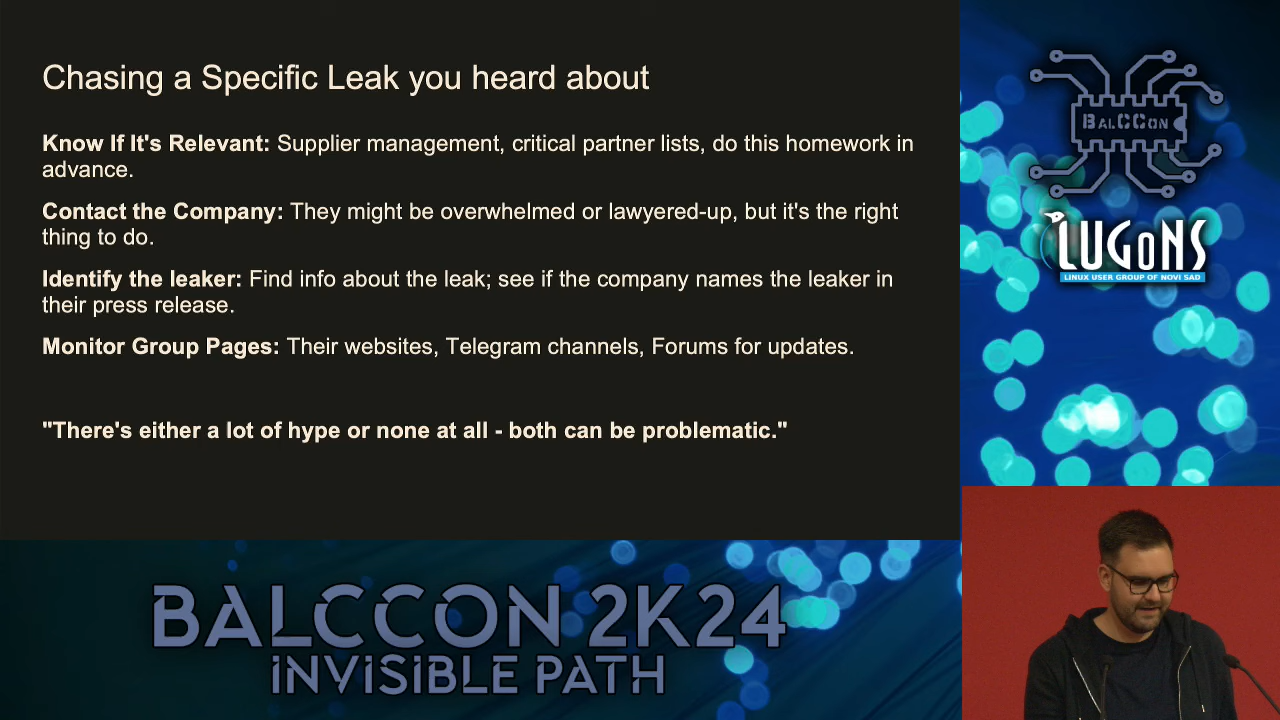 Chasing a Specific Leak you heard about
Know If It's Relevant: Supplier management, critical partner lists, do this homework in
advance.
Contact the Company: They might be overwhelmed or lawyered-up, but it's the right
thing to do.
Identify the leaker: Find info about the leak; see if the company names the leaker in
their press release.
Monitor Group Pages: Their websites, Telegram channels, Forums for updates.
"There's either a lot of hype or none at all - both can be problematic."
BALCCON
LUGONS
LINUX USER GROUP OF NOVI SAD
BALCCON 2K24
INVISIBLE PATH